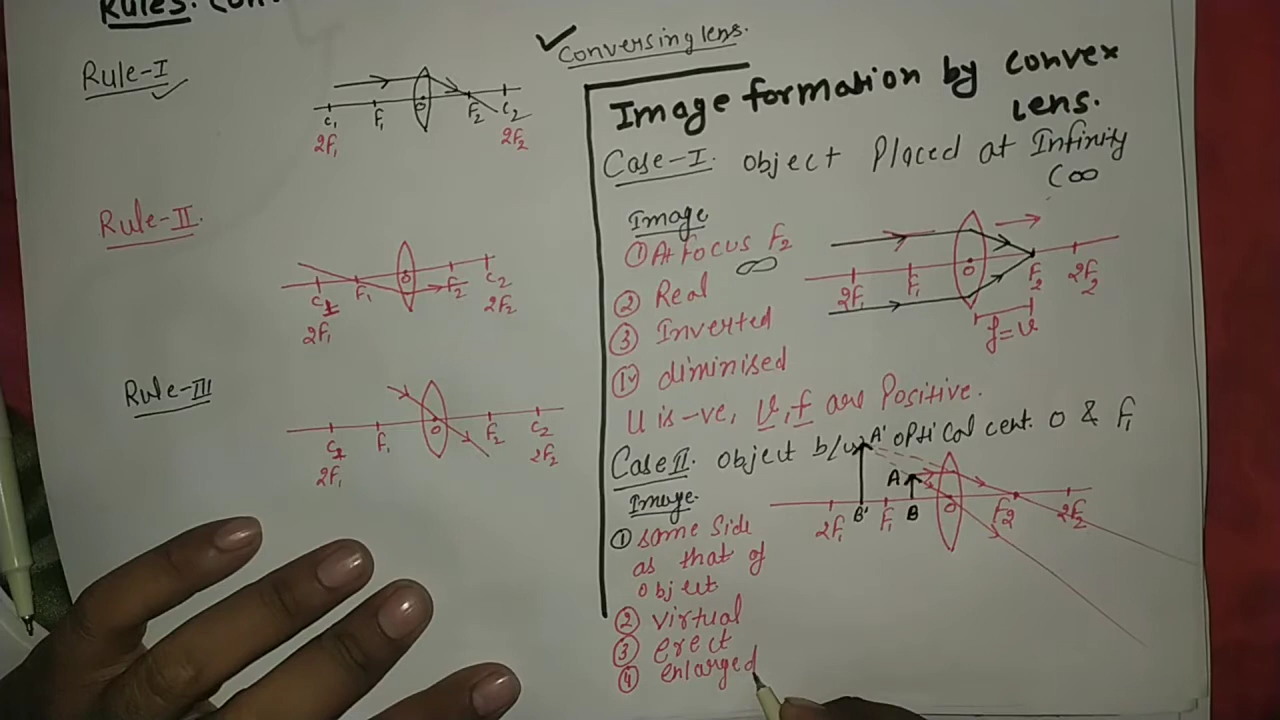 Rules.
Rule-I
C1 F1 O F2 C2
2F1 2F2
Rule-II.
C1 F1 O F2 C2
2F1 2F2
Rule-III
C1 F1 O F2 C2
2F1 2F2
✓Conversing lens.
Image formation by convex
lens.
Case-I. object Placed at Infinity
(∞
Image
① At focus F2
∞
② Real
③ Inverted
ⅠV diminised
2F1 F1 O F2 2F2
f=v
U is -ve, v, f are Positive.
Case II. object b/w optical cent. O & F1
Image.
① same side
as that of
object
② virtual
③ erect
④ enlarged
A' A
2F1 B' F1 B O F2 2F2